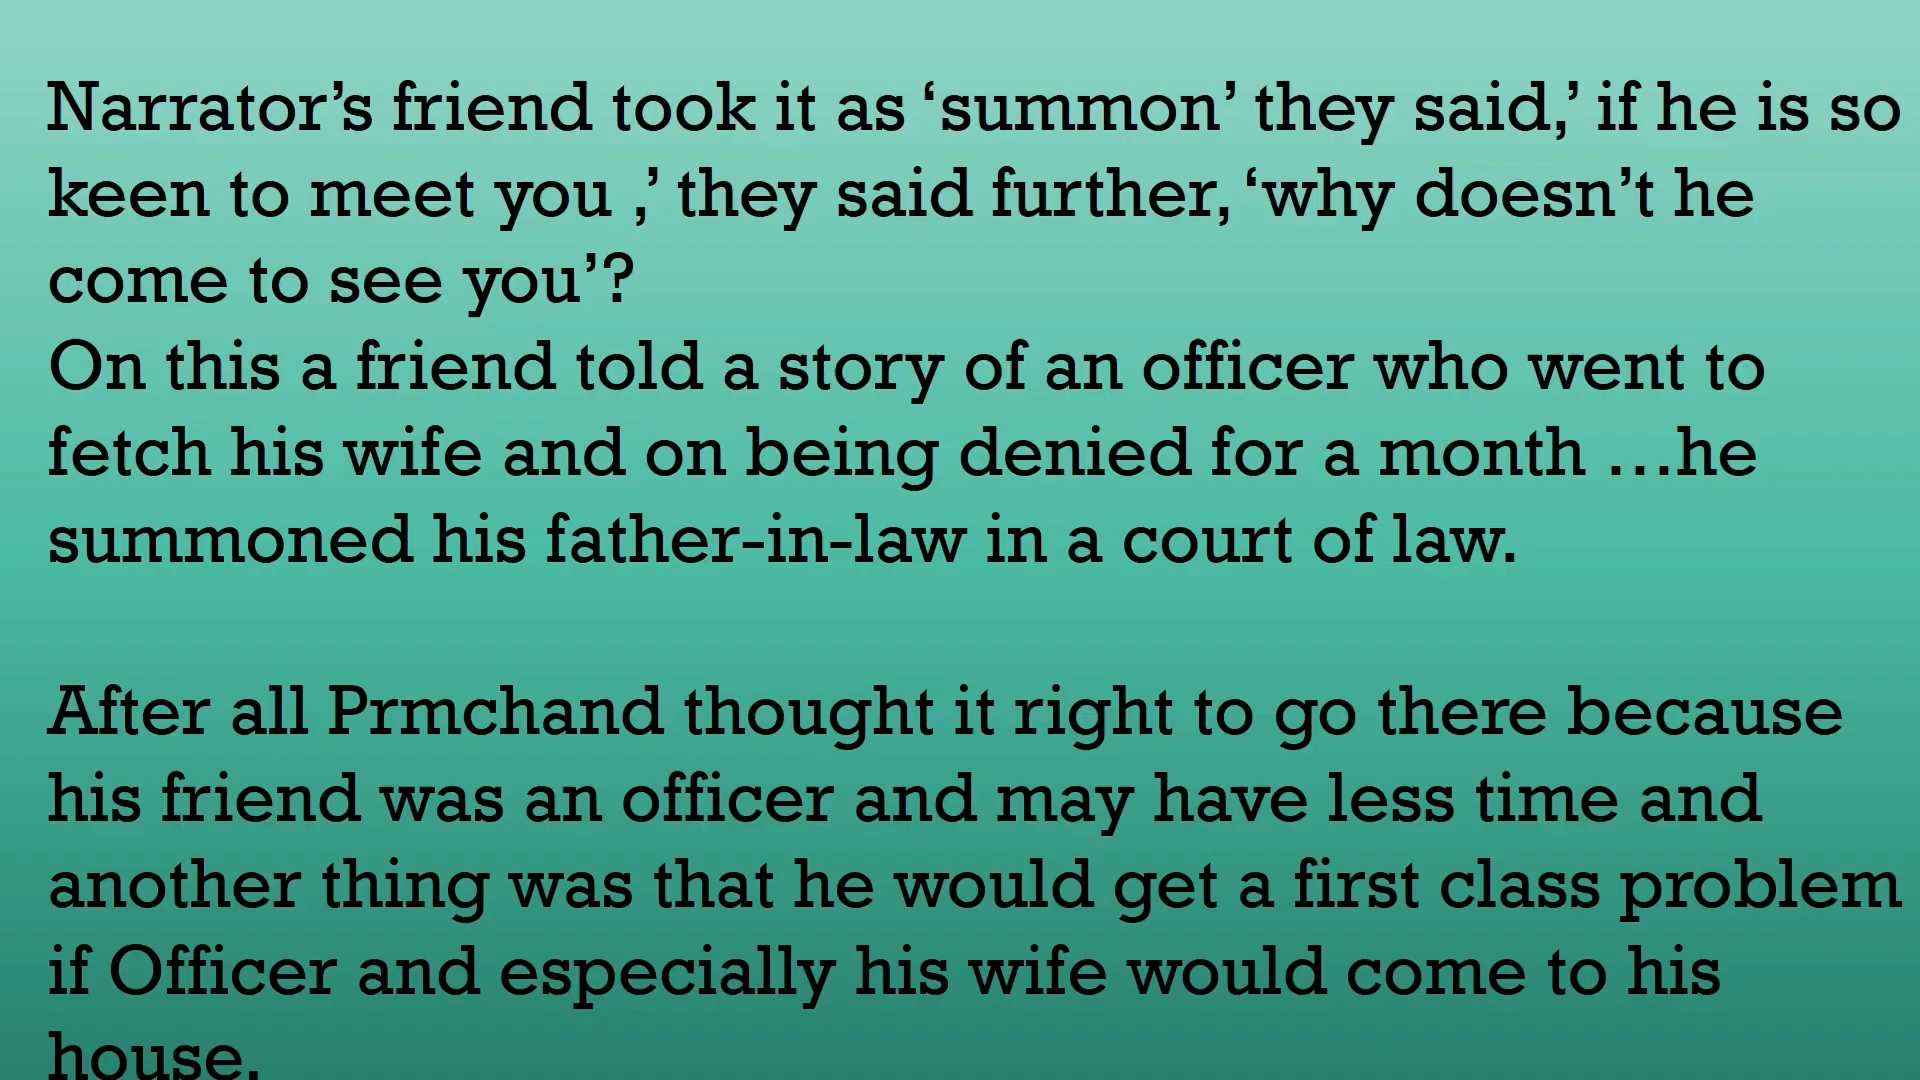 Narrator’s friend took it as ‘summon’ they said,’ if he is so
keen to meet you ,’ they said further, ‘why doesn’t he
come to see you’?
On this a friend told a story of an officer who went to
fetch his wife and on being denied for a month …he
summoned his father-in-law in a court of law.
After all Prmchand thought it right to go there because
his friend was an officer and may have less time and
another thing was that he would get a first class problem
if Officer and especially his wife would come to his
house.